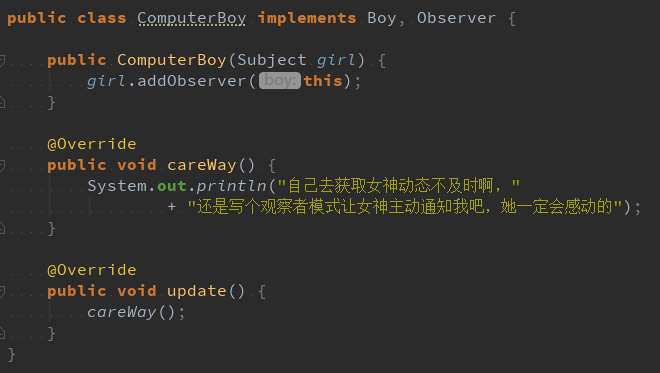 public class ComputerBoy implements Boy, Observer {
public ComputerBoy(Subject girl) {
girl.addObserver( boy: this);
}
@Override
public void careWay() {
System.out.println("自己去获取女神动态不及时啊，"
+ "还是写个观察者模式让女神主动通知我吧，她一定会感动的");
}
@Override
public void update() {
careWay();
}
}